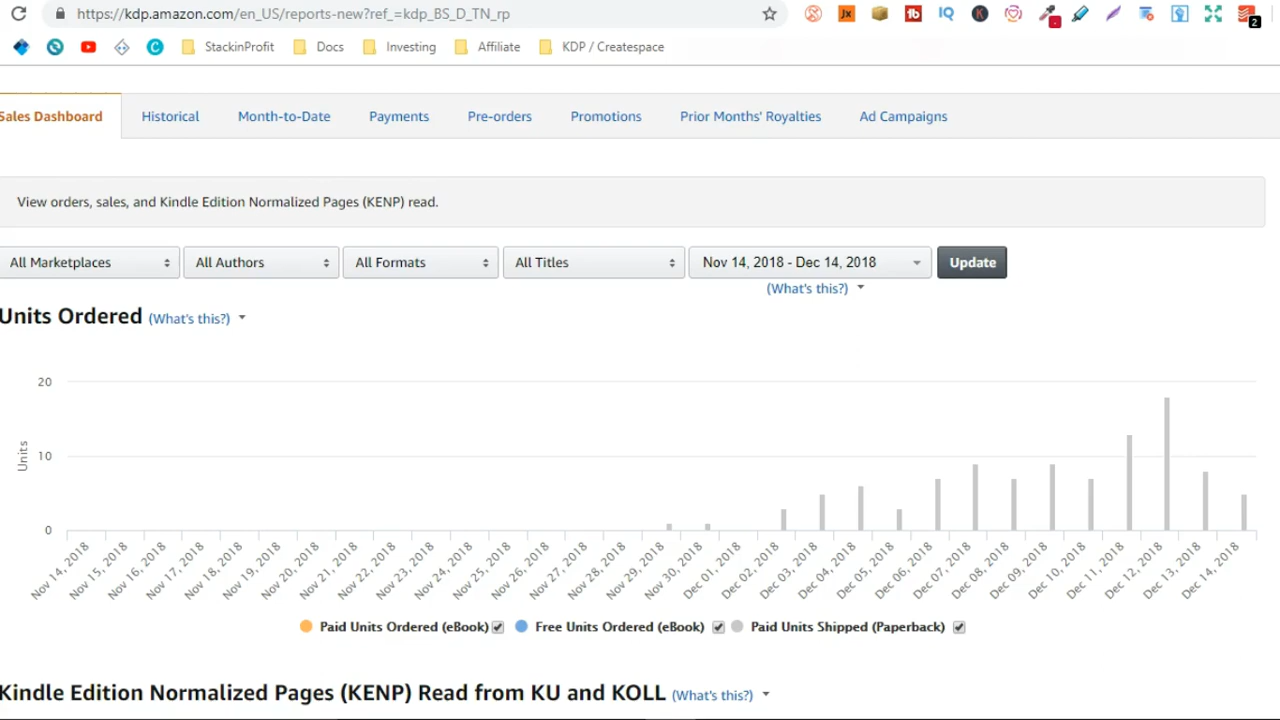 https://kdp.amazon.com/en_US/reports-new?ref_=kdp_BS_D_TN_rp
Jx tb IQ K 2
C StackinProfit Docs Investing Affiliate KDP / Createspace
Sales Dashboard Historical Month-to-Date Payments Pre-orders Promotions Prior Months' Royalties Ad Campaigns
View orders, sales, and Kindle Edition Normalized Pages (KENP) read.
All Marketplaces All Authors All Formats All Titles Nov 14, 2018 - Dec 14, 2018 Update
(What's this?)
Units Ordered (What's this?)
20
Units
10
0
Nov 14, 2018 Nov 15, 2018 Nov 16, 2018 Nov 17, 2018 Nov 18, 2018 Nov 19, 2018 Nov 20, 2018 Nov 21, 2018 Nov 22, 2018 Nov 23, 2018 Nov 24, 2018 Nov 25, 2018 Nov 26, 2018 Nov 27, 2018 Nov 28, 2018 Nov 29, 2018 Nov 30, 2018 Dec 01, 2018 Dec 02, 2018 Dec 03, 2018 Dec 04, 2018 Dec 05, 2018 Dec 06, 2018 Dec 07, 2018 Dec 08, 2018 Dec 09, 2018 Dec 10, 2018 Dec 11, 2018 Dec 12, 2018 Dec 13, 2018 Dec 14, 2018
Paid Units Ordered (eBook) Free Units Ordered (eBook) Paid Units Shipped (Paperback)
Kindle Edition Normalized Pages (KENP) Read from KU and KOLL (What's this?)